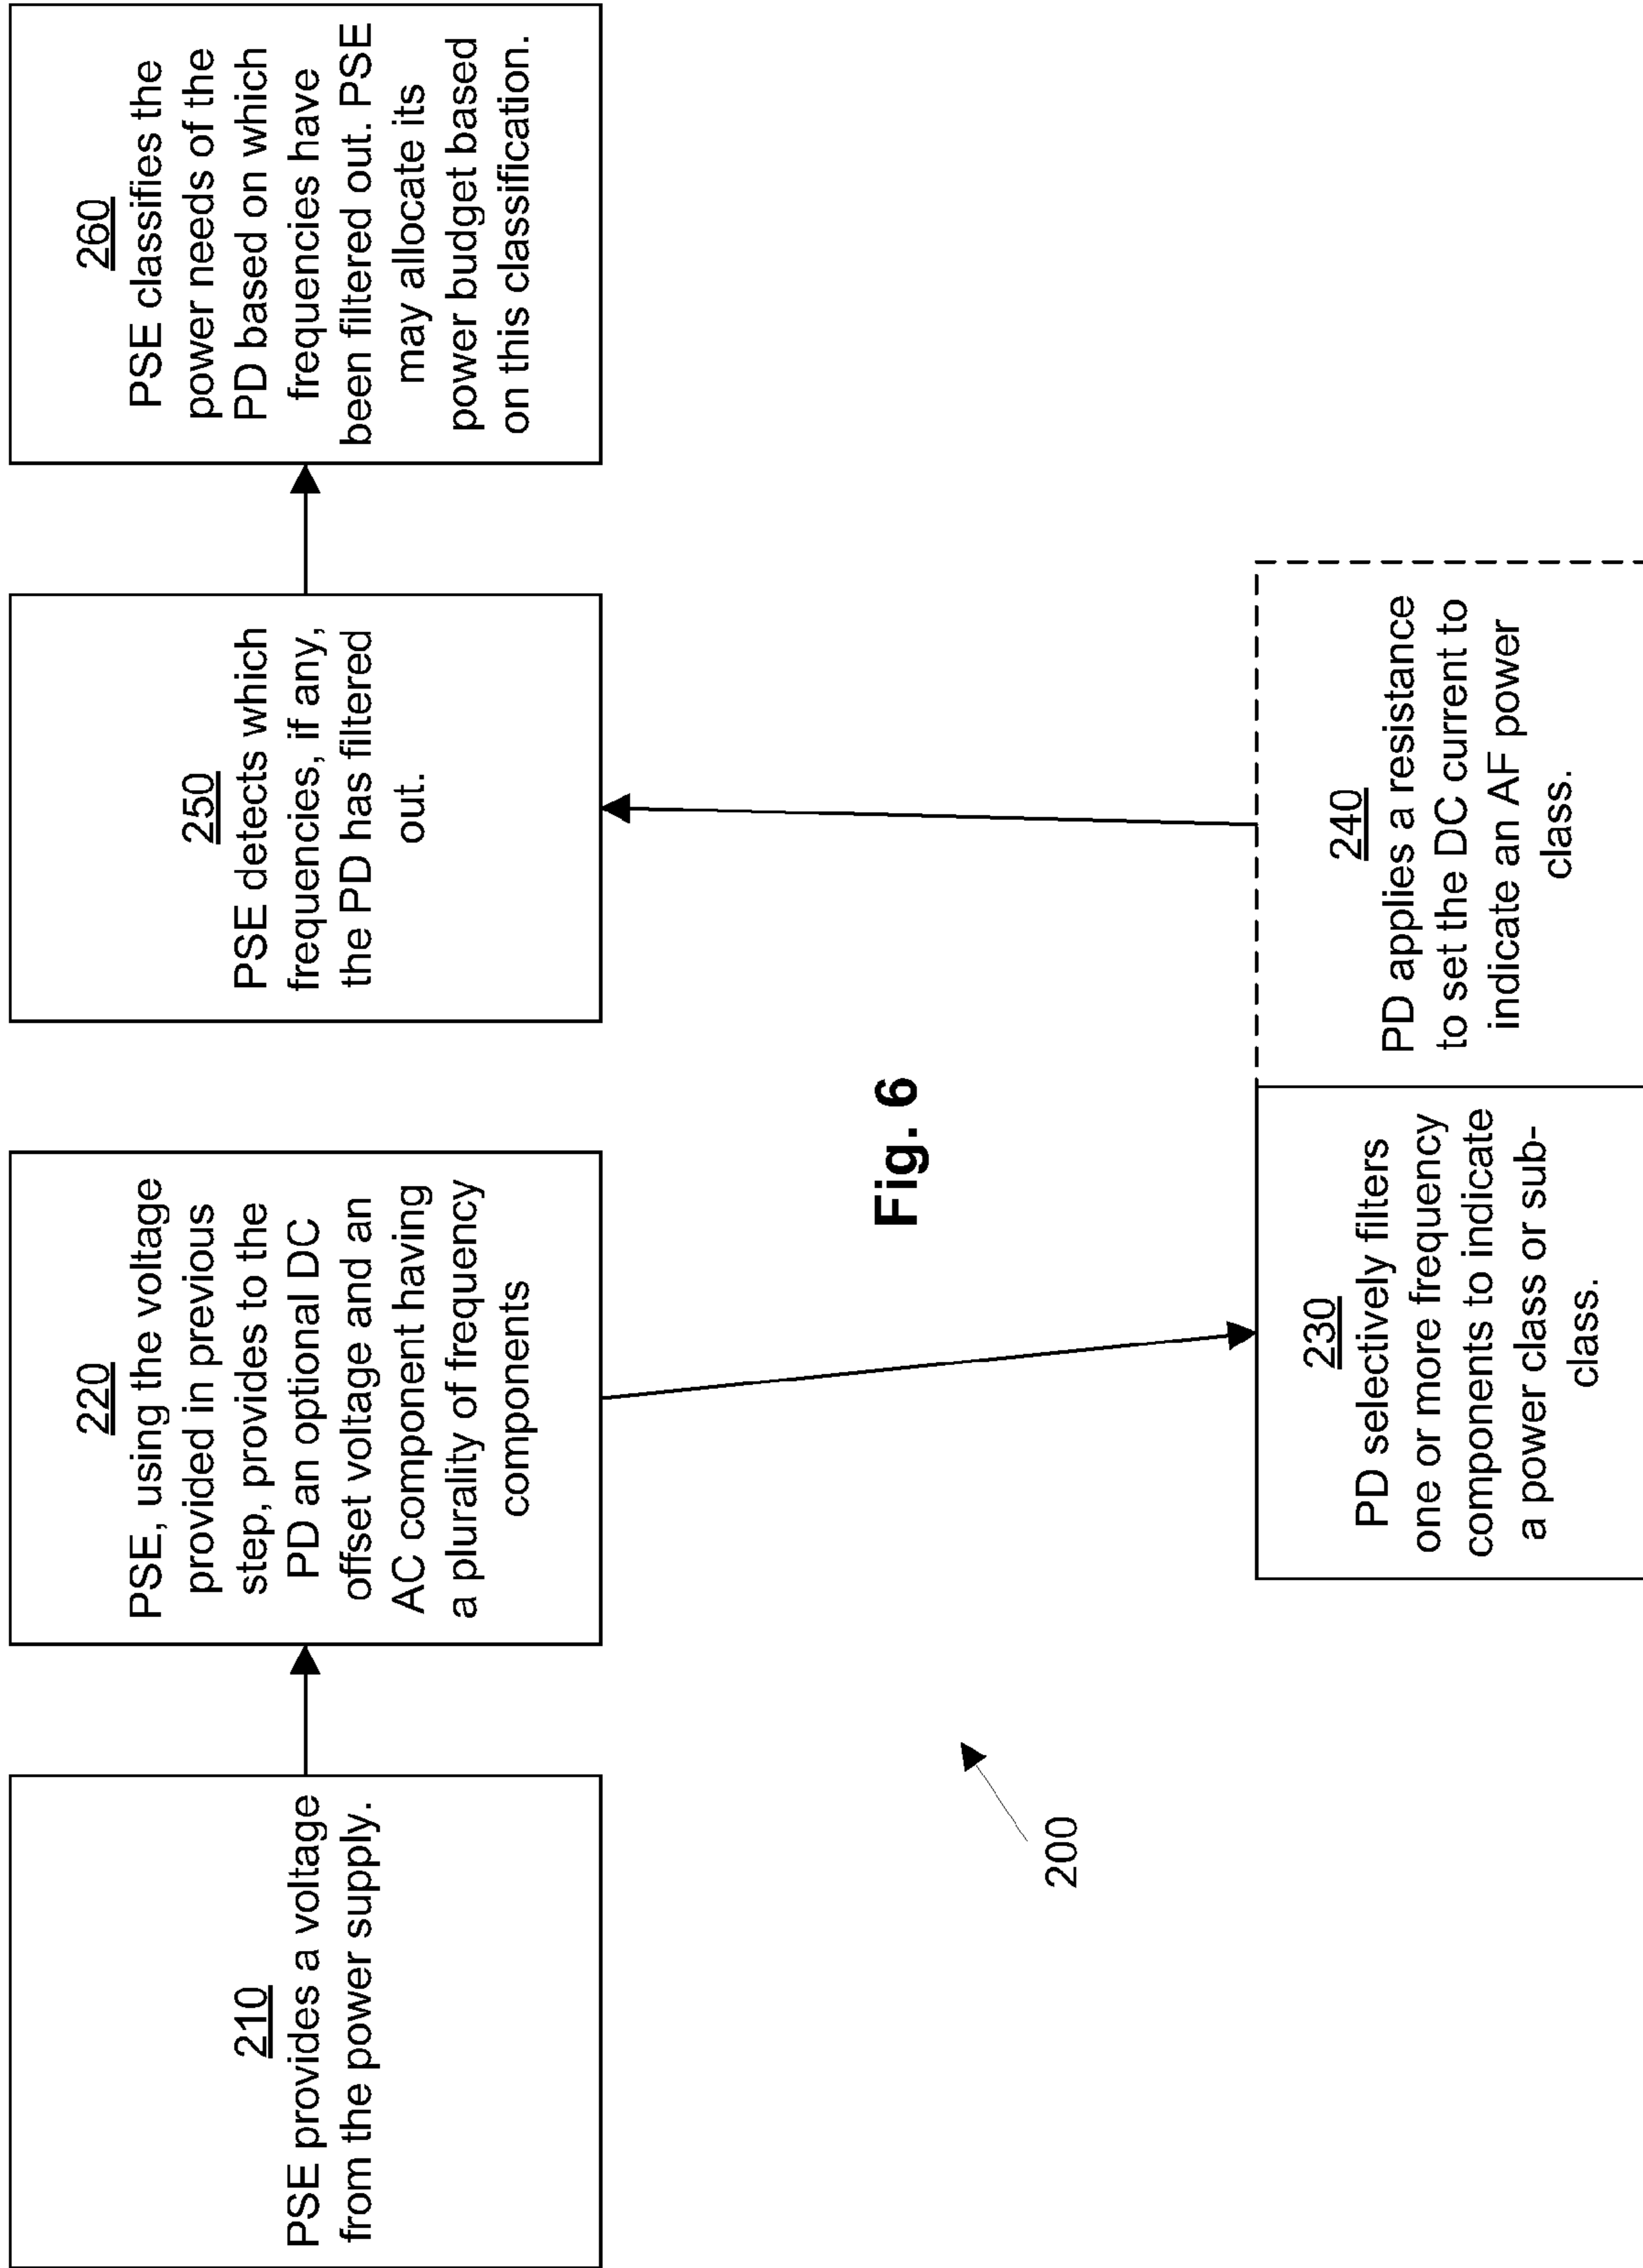 210
PSE provides a voltage
from the power supply.
220
PSE, using the voltage
provided in previous
step, provides to the
PD an optional DC
offset voltage and an
AC component having
a plurality of frequency
components
230
PD selectively filters
one or more frequency
components to indicate
a power class or sub-
class.
240
PD applies a resistance
to set the DC current to
indicate an AF power
class.
250
PSE detects which
frequencies, if any,
the PD has filtered
out.
260
PSE classifies the
power needs of the
PD based on which
frequencies have
been filtered out. PSE
may allocate its
power budget based
on this classification.
200
Fig. 6